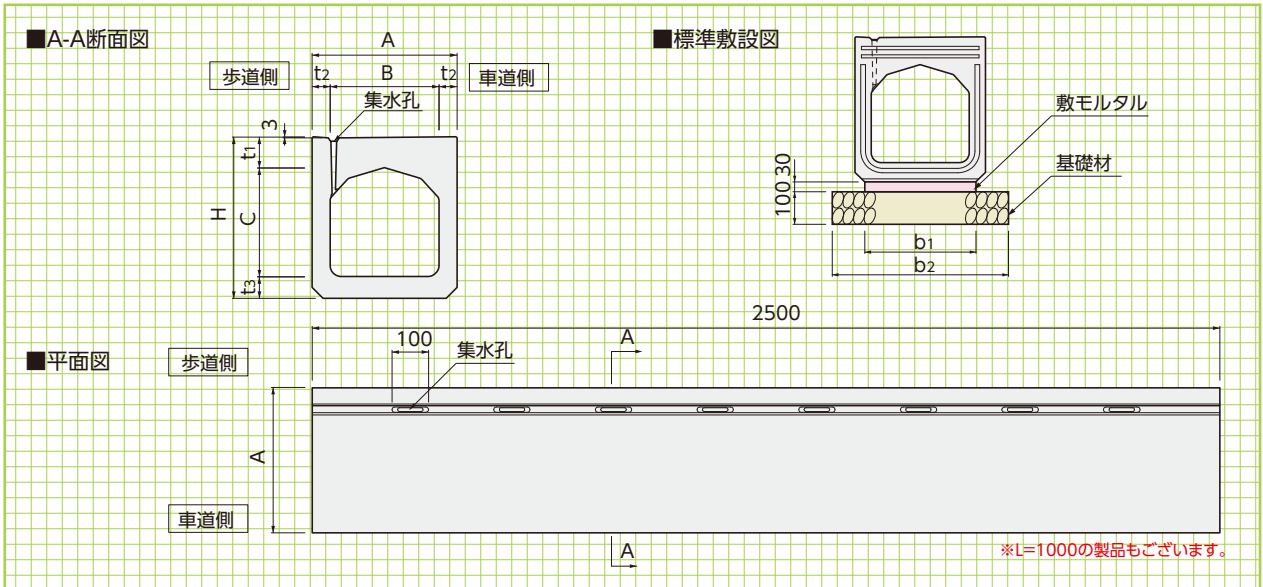 ■A-A断面図
A
歩道側
t2
B
t2
車道側
集水孔
3
t1
H
C
t3
■標準敷設図
敷モルタル
基礎材
30
100
b1
b2
2500
■平面図
歩道側
100
集水孔
A
A
車道側
A
※L=1000の製品もございます。